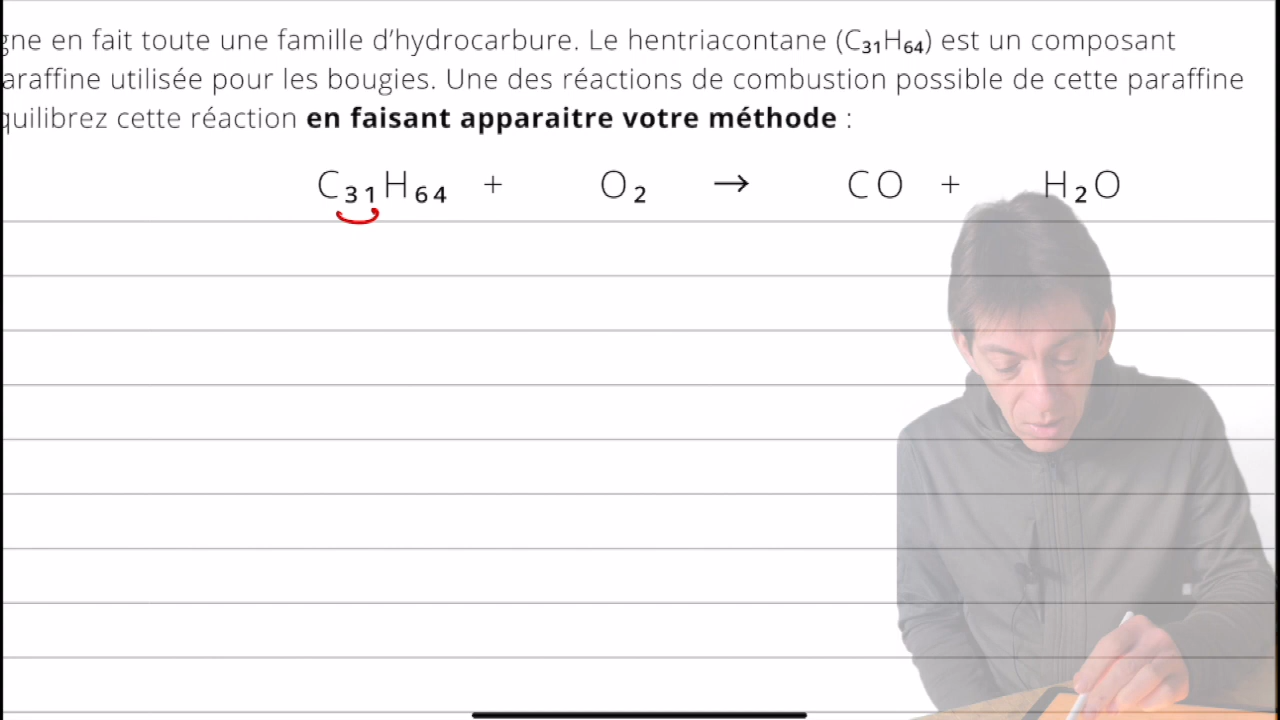 gne en fait toute une famille d’hydrocarbure. Le hentriacontane (C₃₁H₆₄) est un composant
araffine utilisée pour les bougies. Une des réactions de combustion possible de cette paraffine
quilibrez cette réaction en faisant apparaitre votre méthode :
C₃₁H₆₄ + O₂ → CO + H₂O